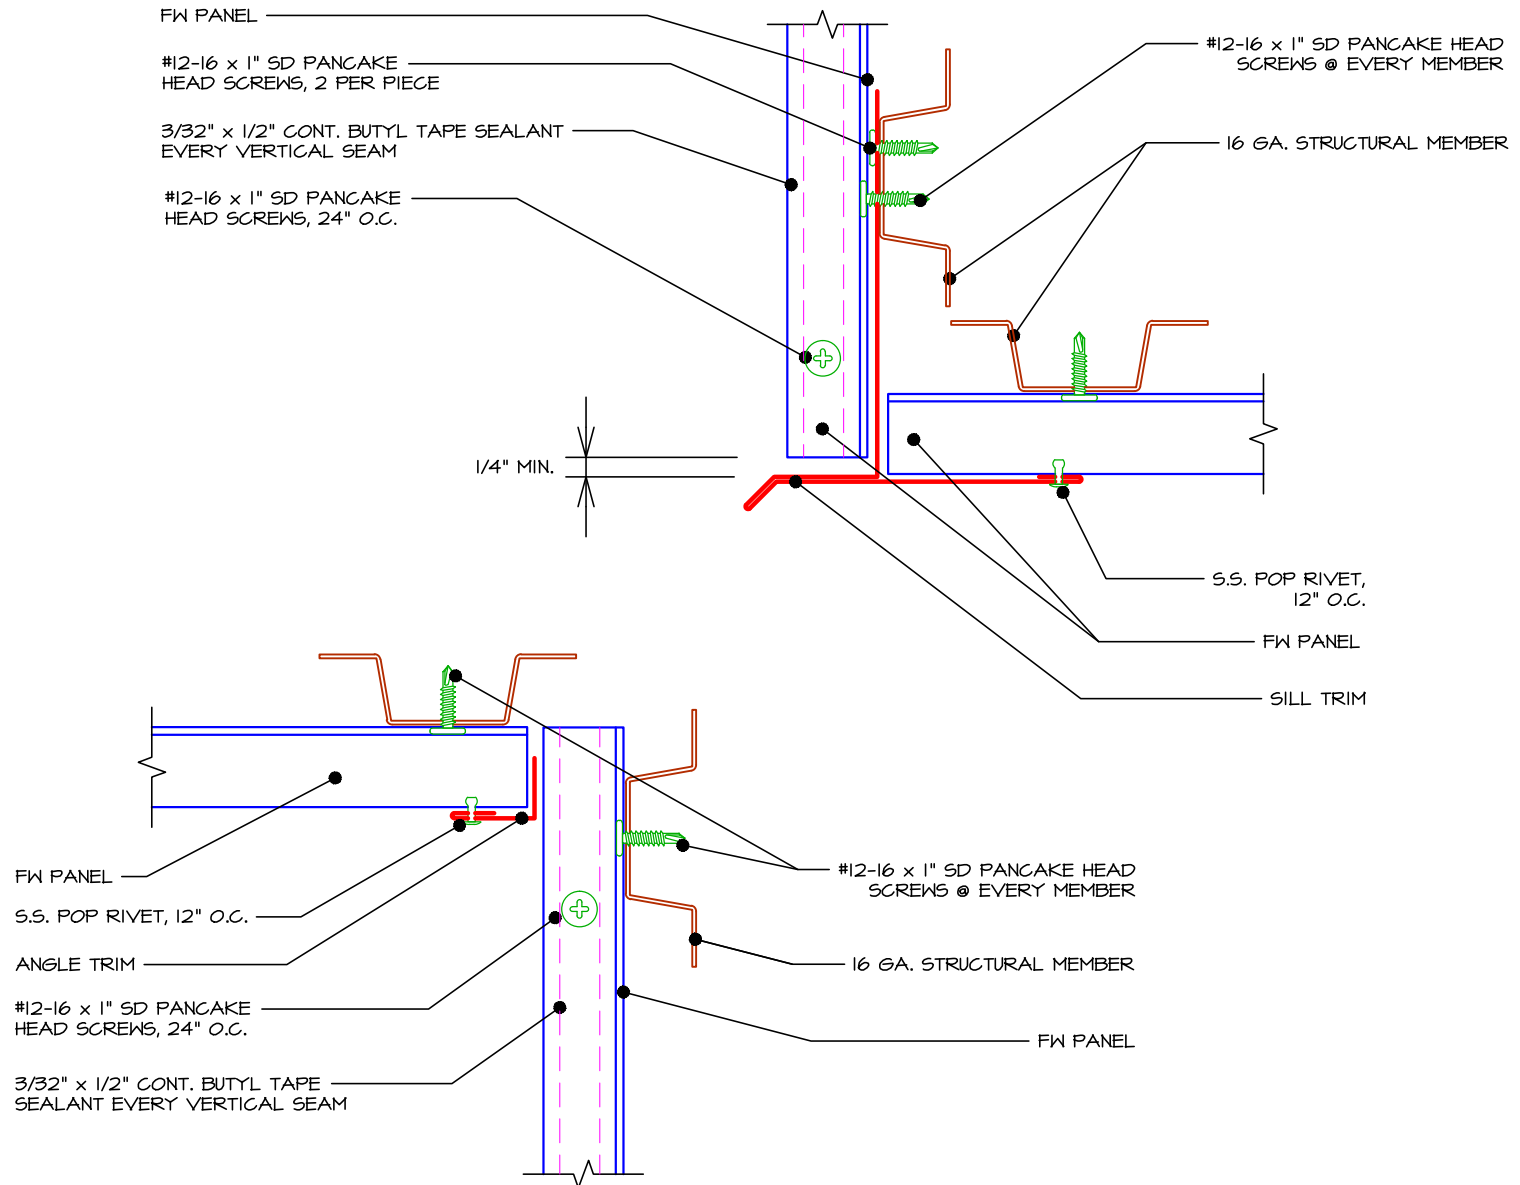 FW PANEL
#12-16 x 1" SD PANCAKE
HEAD SCREWS, 2 PER PIECE
3/32" x 1/2" CONT. BUTYL TAPE SEALANT
EVERY VERTICAL SEAM
#12-16 x 1" SD PANCAKE
HEAD SCREWS, 24" O.C.
1/4" MIN.
#12-16 x 1" SD PANCAKE HEAD
SCREWS @ EVERY MEMBER
16 GA. STRUCTURAL MEMBER
S.S. POP RIVET,
12" O.C.
FW PANEL
SILL TRIM
FW PANEL
S.S. POP RIVET, 12" O.C.
ANGLE TRIM
#12-16 x 1" SD PANCAKE
HEAD SCREWS, 24" O.C.
3/32" x 1/2" CONT. BUTYL TAPE
SEALANT EVERY VERTICAL SEAM
#12-16 x 1" SD PANCAKE HEAD
SCREWS @ EVERY MEMBER
16 GA. STRUCTURAL MEMBER
FW PANEL